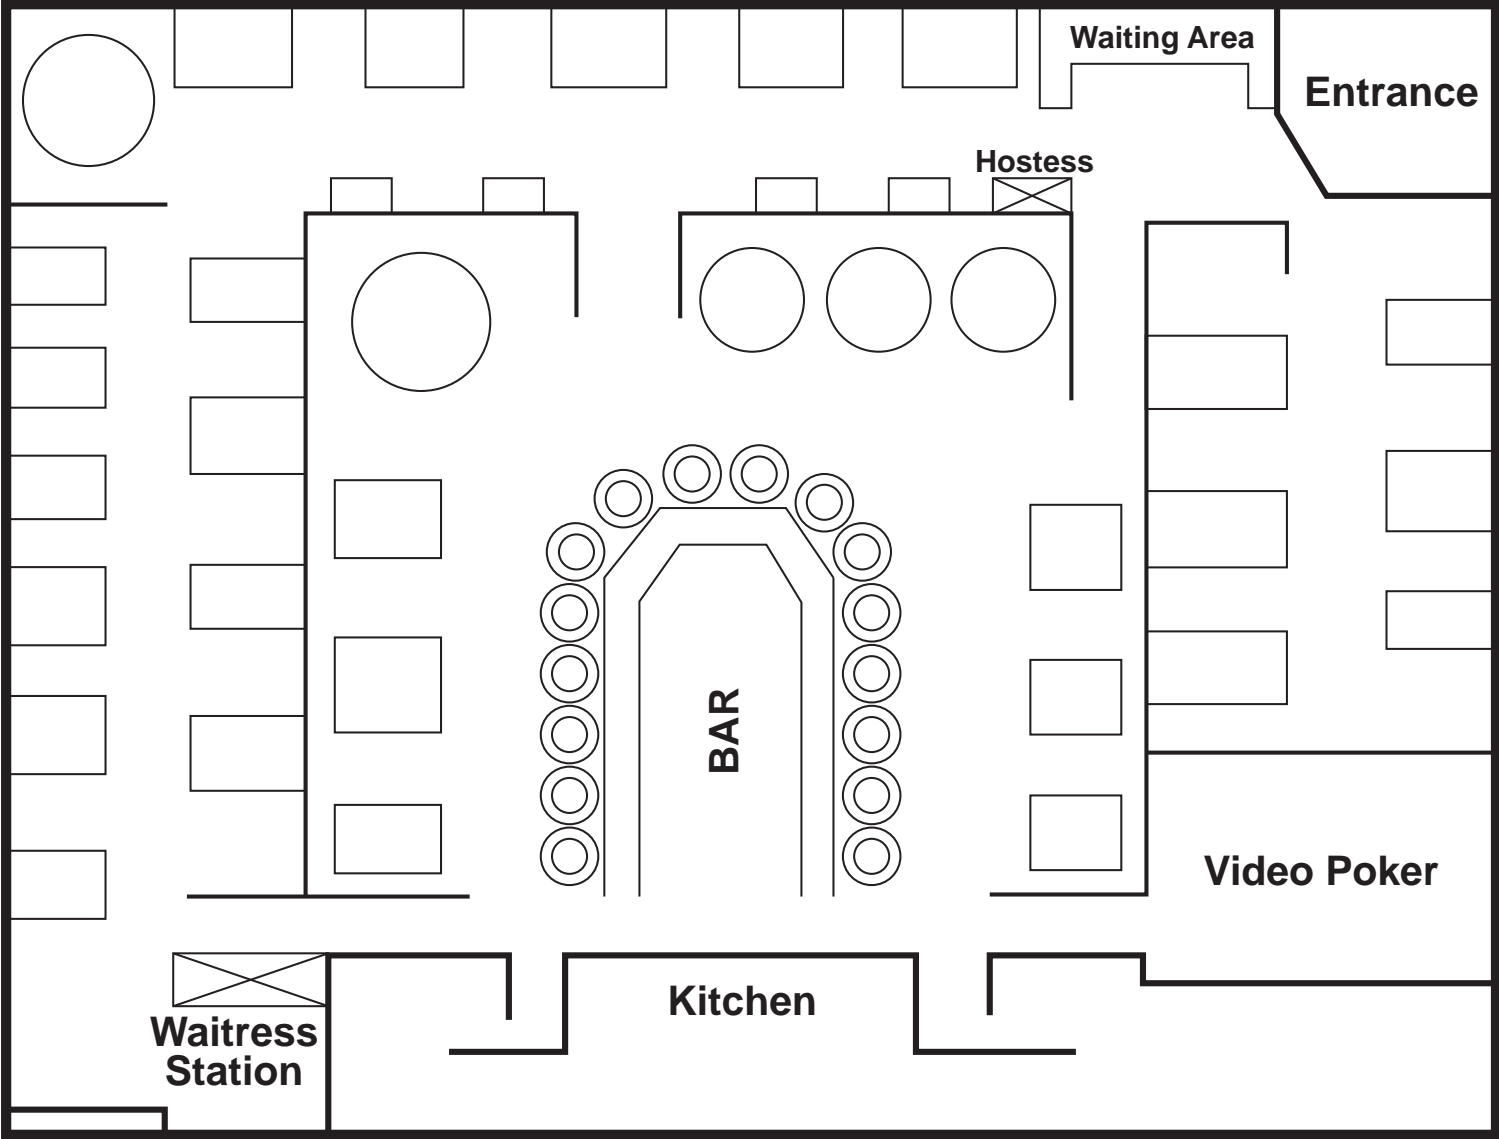 Waiting Area
Entrance
Hostess
BAR
Video Poker
Kitchen
Waitress
Station